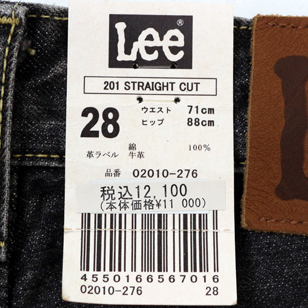 Lee
201 STRAIGHT CUT
28
ウエスト 71cm
ヒップ 88cm
綿 100%
革ラベル 牛革
品番 02010-276
税込12,100
(本体価格¥11 000)
4550166567016
02010-276 28